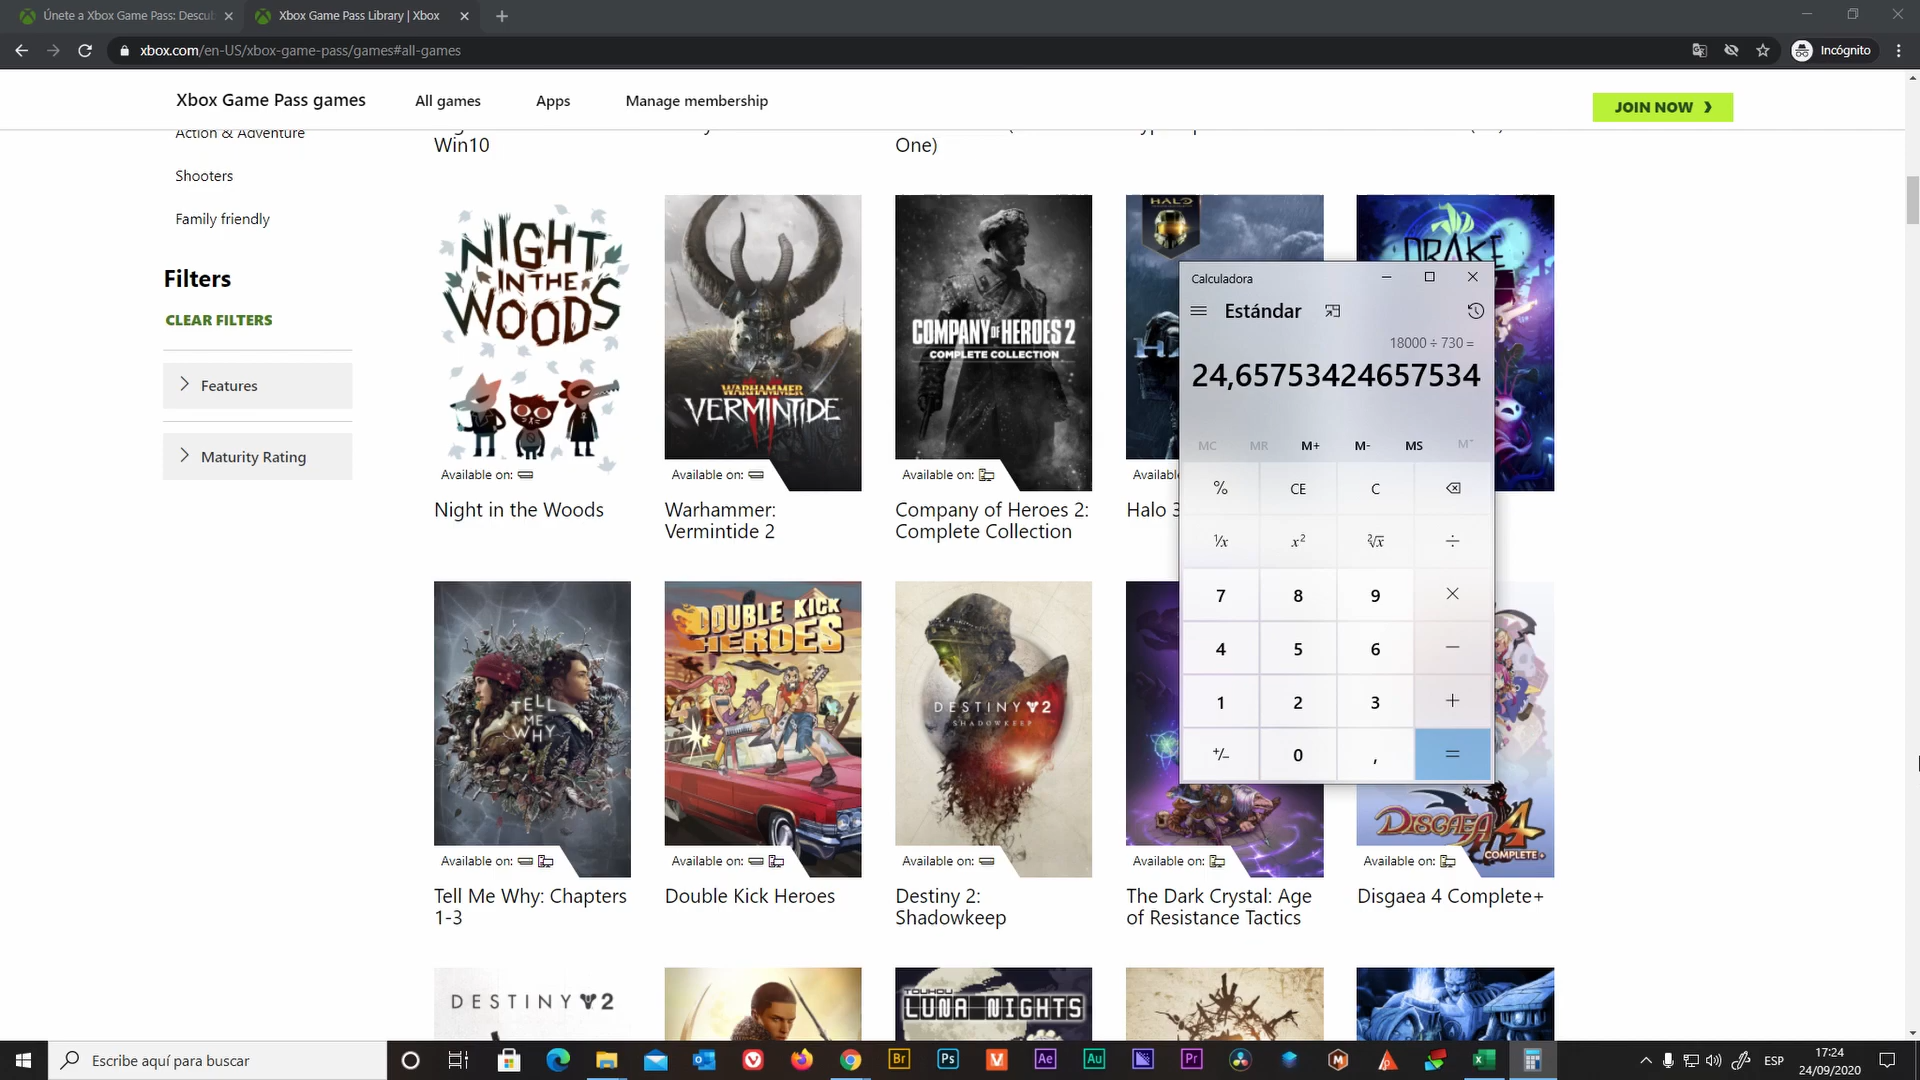 Únete a Xbox Game Pass: Descu
Xbox Game Pass Library | Xbox
xbox.com/en-US/xbox-game-pass/games#all-games
Incógnito
Xbox Game Pass games
All games
Apps
Manage membership
JOIN NOW
Action & Adventure
Shooters
Family friendly
Filters
CLEAR FILTERS
Features
Maturity Rating
Win10
One)
NIGHT
IN THE
WOODS
Available on:
Night in the Woods
WARHAMMER
VERMINTIDE
Available on:
Warhammer:
Vermintide 2
COMPANY OF HEROES 2
COMPLETE COLLECTION
Available on:
Company of Heroes 2:
Complete Collection
HALO
Availabl
Halo 3
DRAKE
Calculadora
Estándar
18000 ÷ 730 =
24,65753424657534
MC MR M+ M- MS M˅
% CE C
¹/x x² ²√x ÷
7 8 9 ×
4 5 6 −
1 2 3 +
+/− 0 , =
TELL
ME
WHY
Available on:
Tell Me Why: Chapters
1-3
DOUBLE KICK
HEROES
Available on:
Double Kick Heroes
DESTINY 2
SHADOWKEEP
Available on:
Destiny 2:
Shadowkeep
Available on:
The Dark Crystal: Age
of Resistance Tactics
DISGAEA 4
COMPLETE+
Available on:
Disgaea 4 Complete+
DESTINY 2
TOUHOU
LUNA NIGHTS
Escribe aquí para buscar
Br
Ps
Ae
Au
Pr
ESP
17:24
24/09/2020